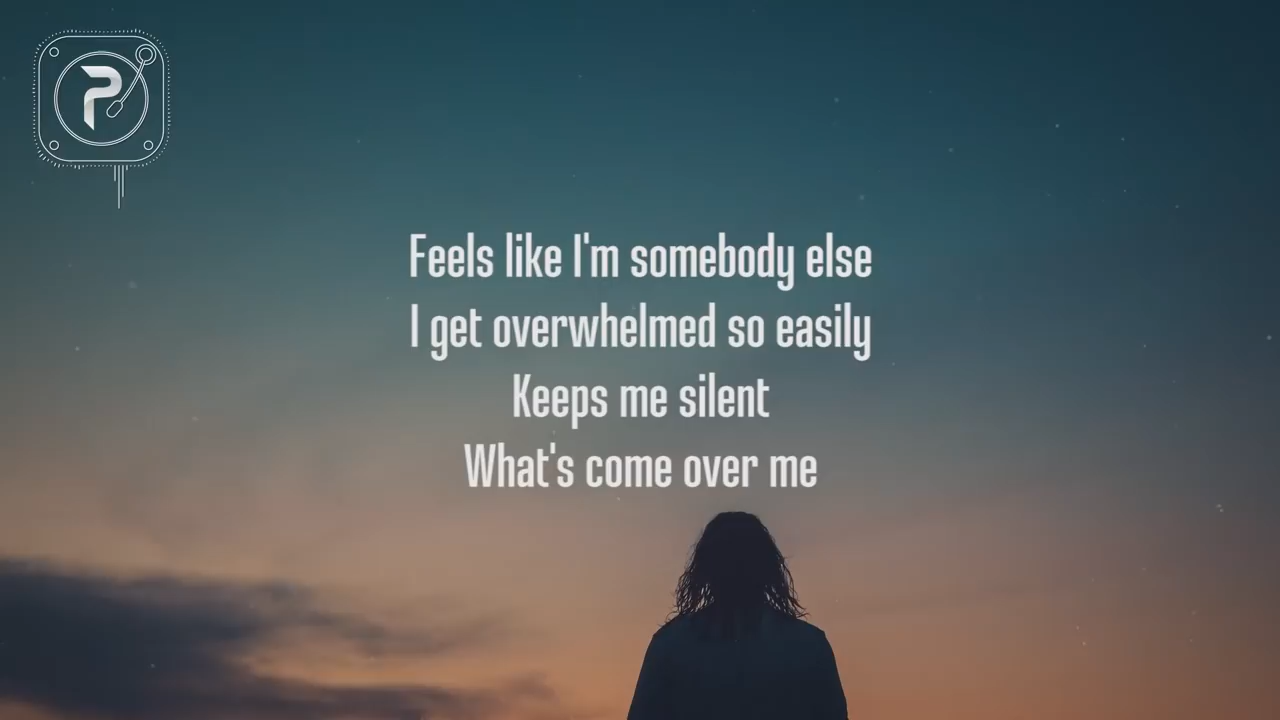 P
Feels like I'm somebody else
I get overwhelmed so easily
Keeps me silent
What's come over me